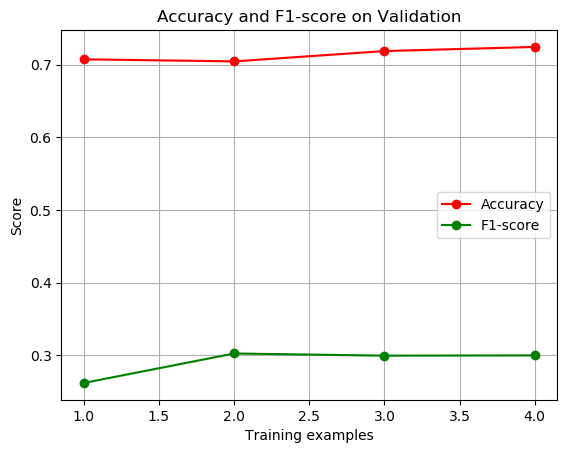 Accuracy and F1-score on Validation
Score
0.7
0.6
0.5
0.4
0.3
Accuracy
F1-score
1.0 1.5 2.0 2.5 3.0 3.5 4.0
Training examples